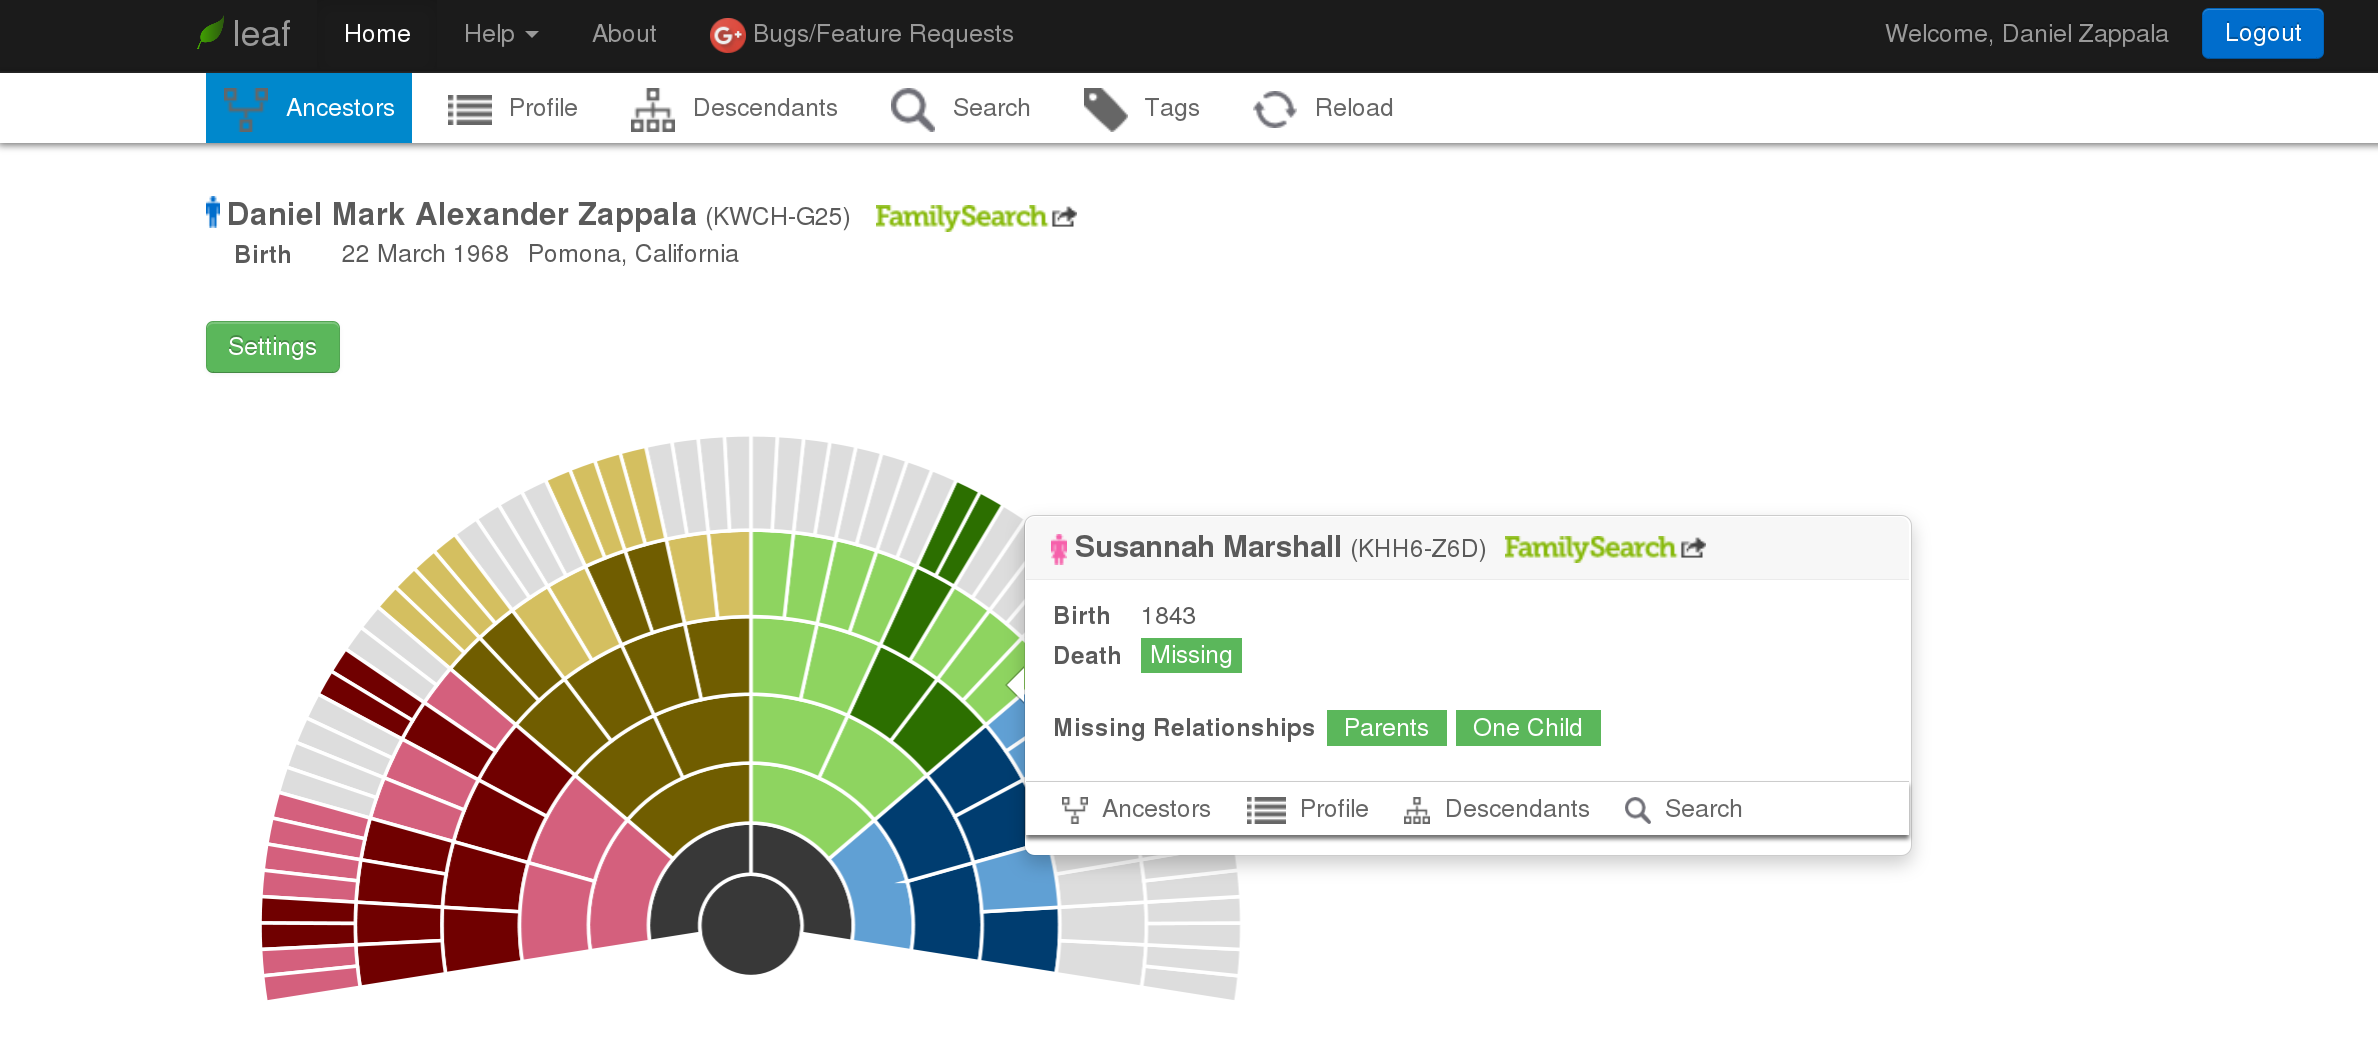 leaf Home Help About G+ Bugs/Feature Requests Welcome, Daniel Zappala Logout
Ancestors Profile Descendants Search Tags Reload
Daniel Mark Alexander Zappala (KWCH-G25) FamilySearch
Birth 22 March 1968 Pomona, California
Settings
Susannah Marshall (KHH6-Z6D) FamilySearch
Birth 1843
Death Missing
Missing Relationships Parents One Child
Ancestors Profile Descendants Search